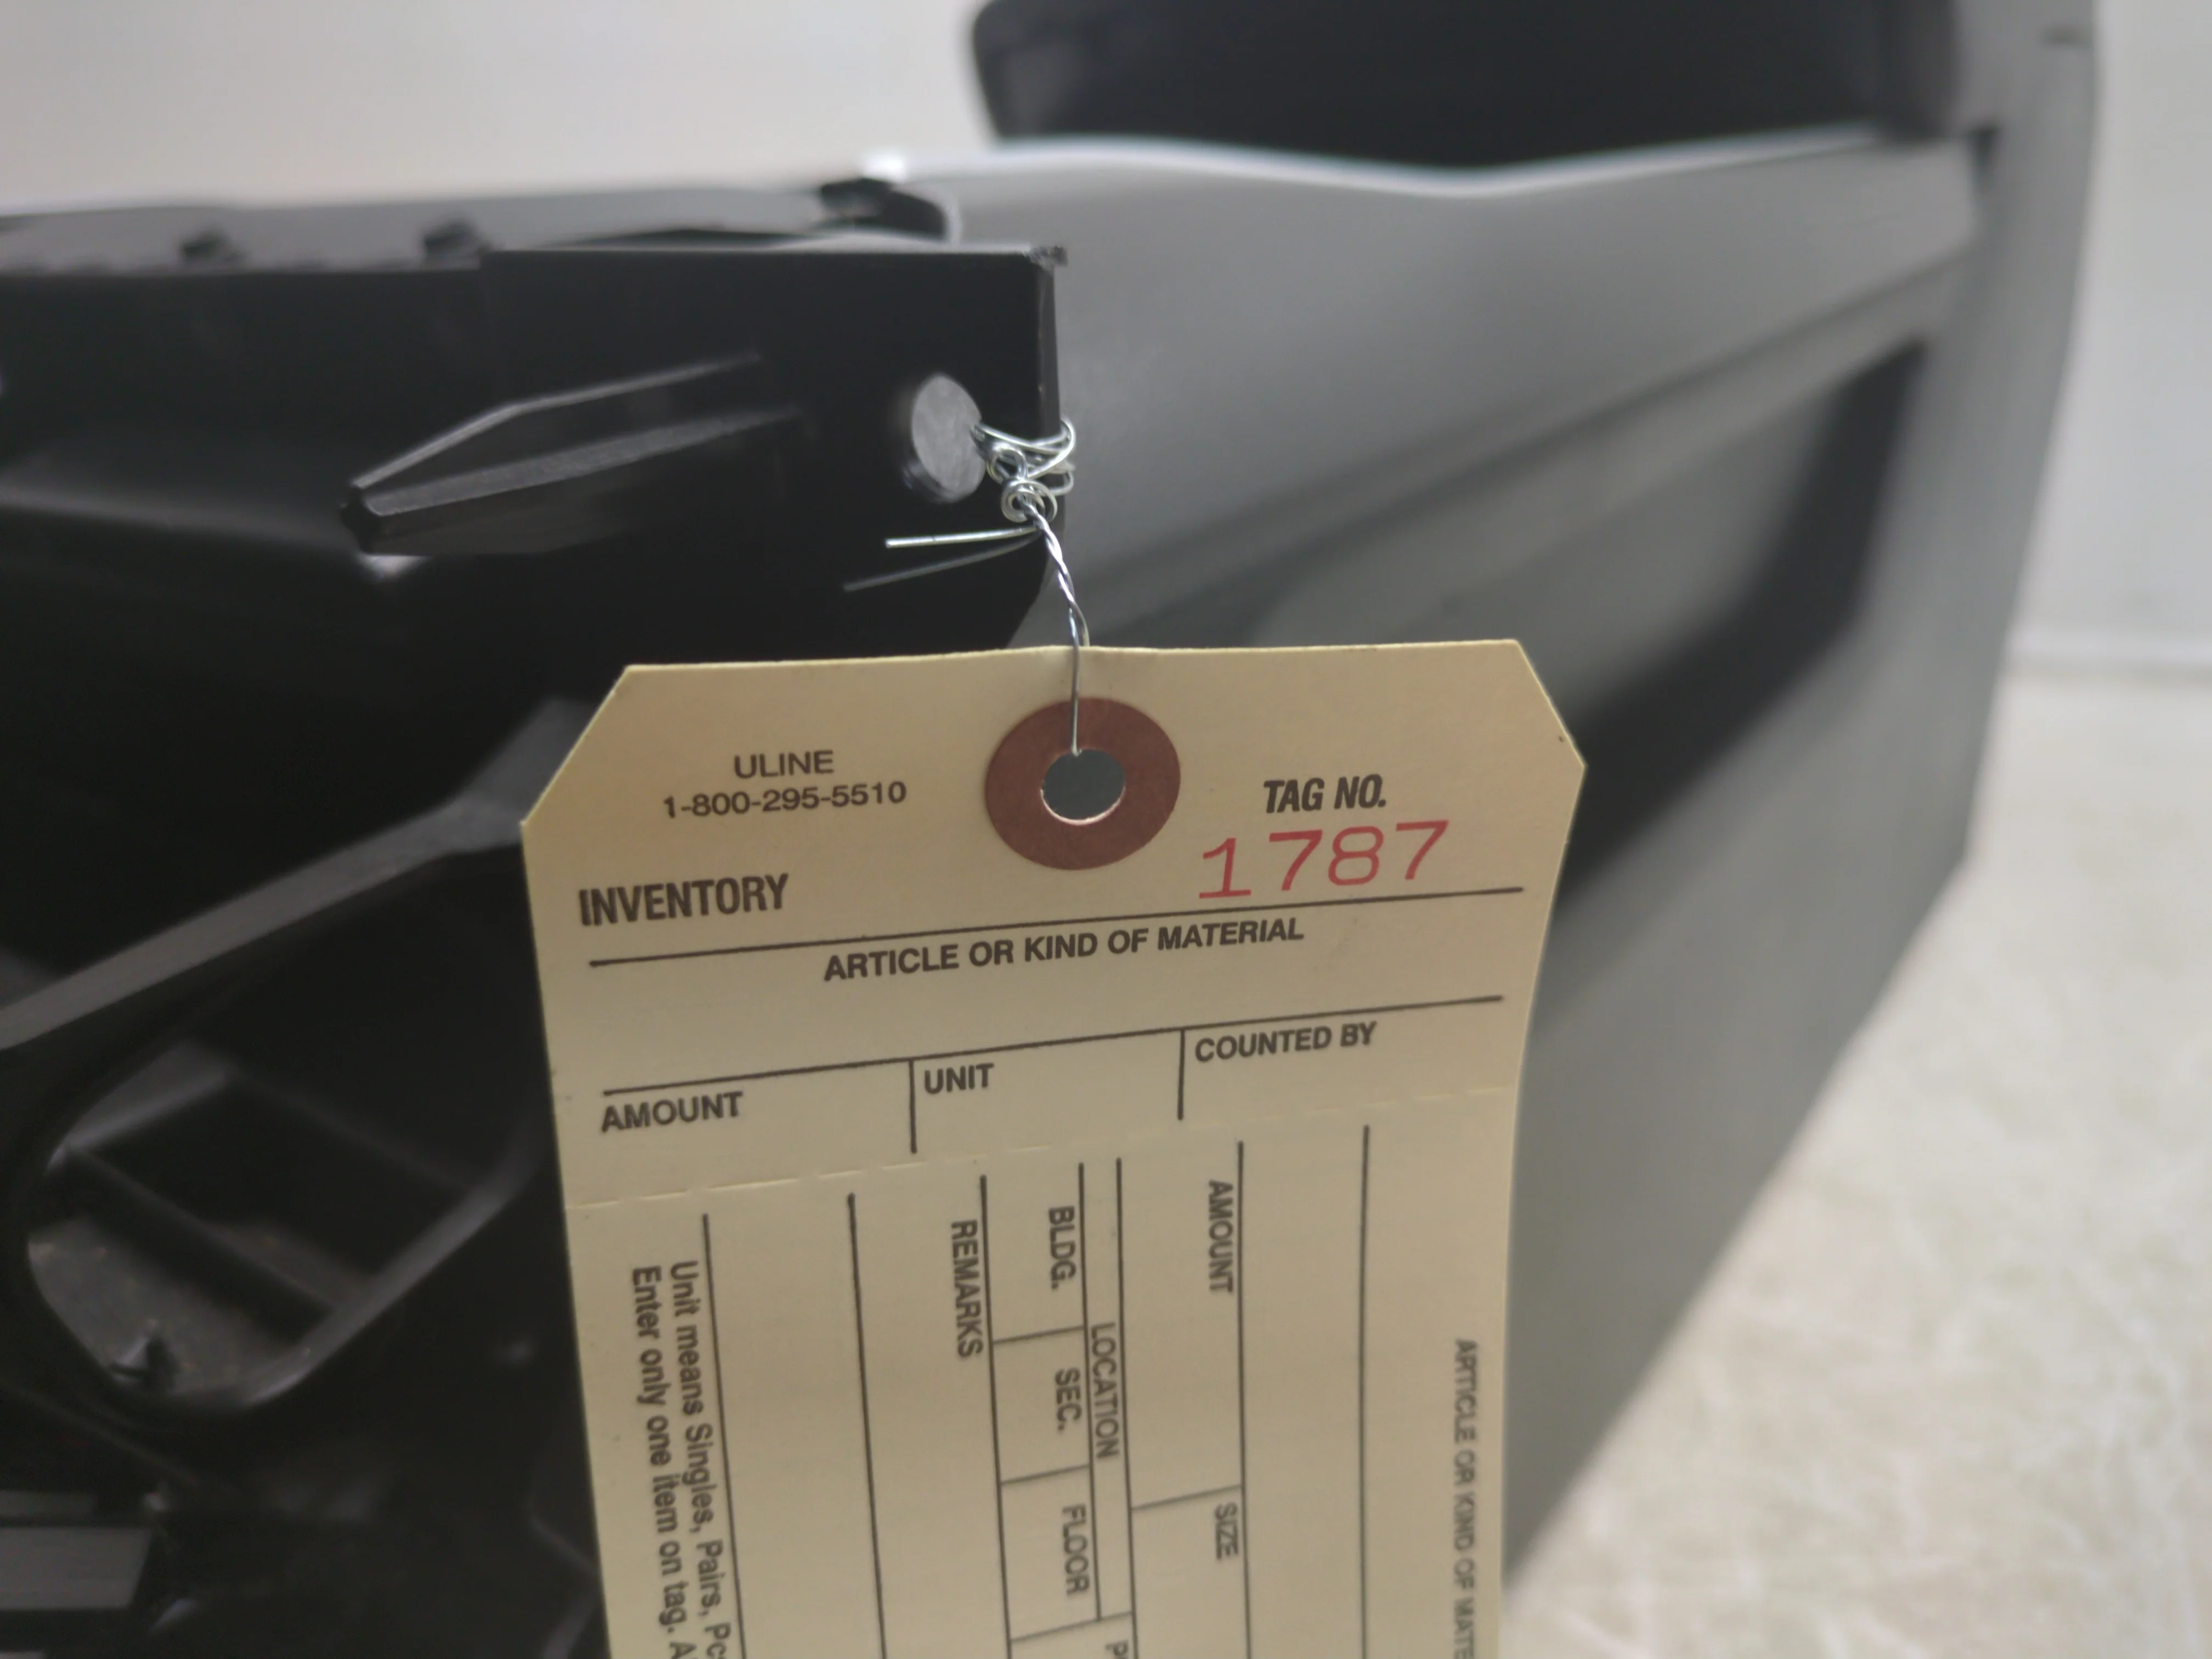 ULINE
1-800-295-5510
TAG NO.
1787
INVENTORY
ARTICLE OR KIND OF MATERIAL
AMOUNT
UNIT
COUNTED BY
ARTICLE OR KIND OF MATE
AMOUNT
SIZE
LOCATION
BLDG.
SEC.
FLOOR
REMARKS
Unit means Singles, Pairs, Pc
Enter only one item on tag. A